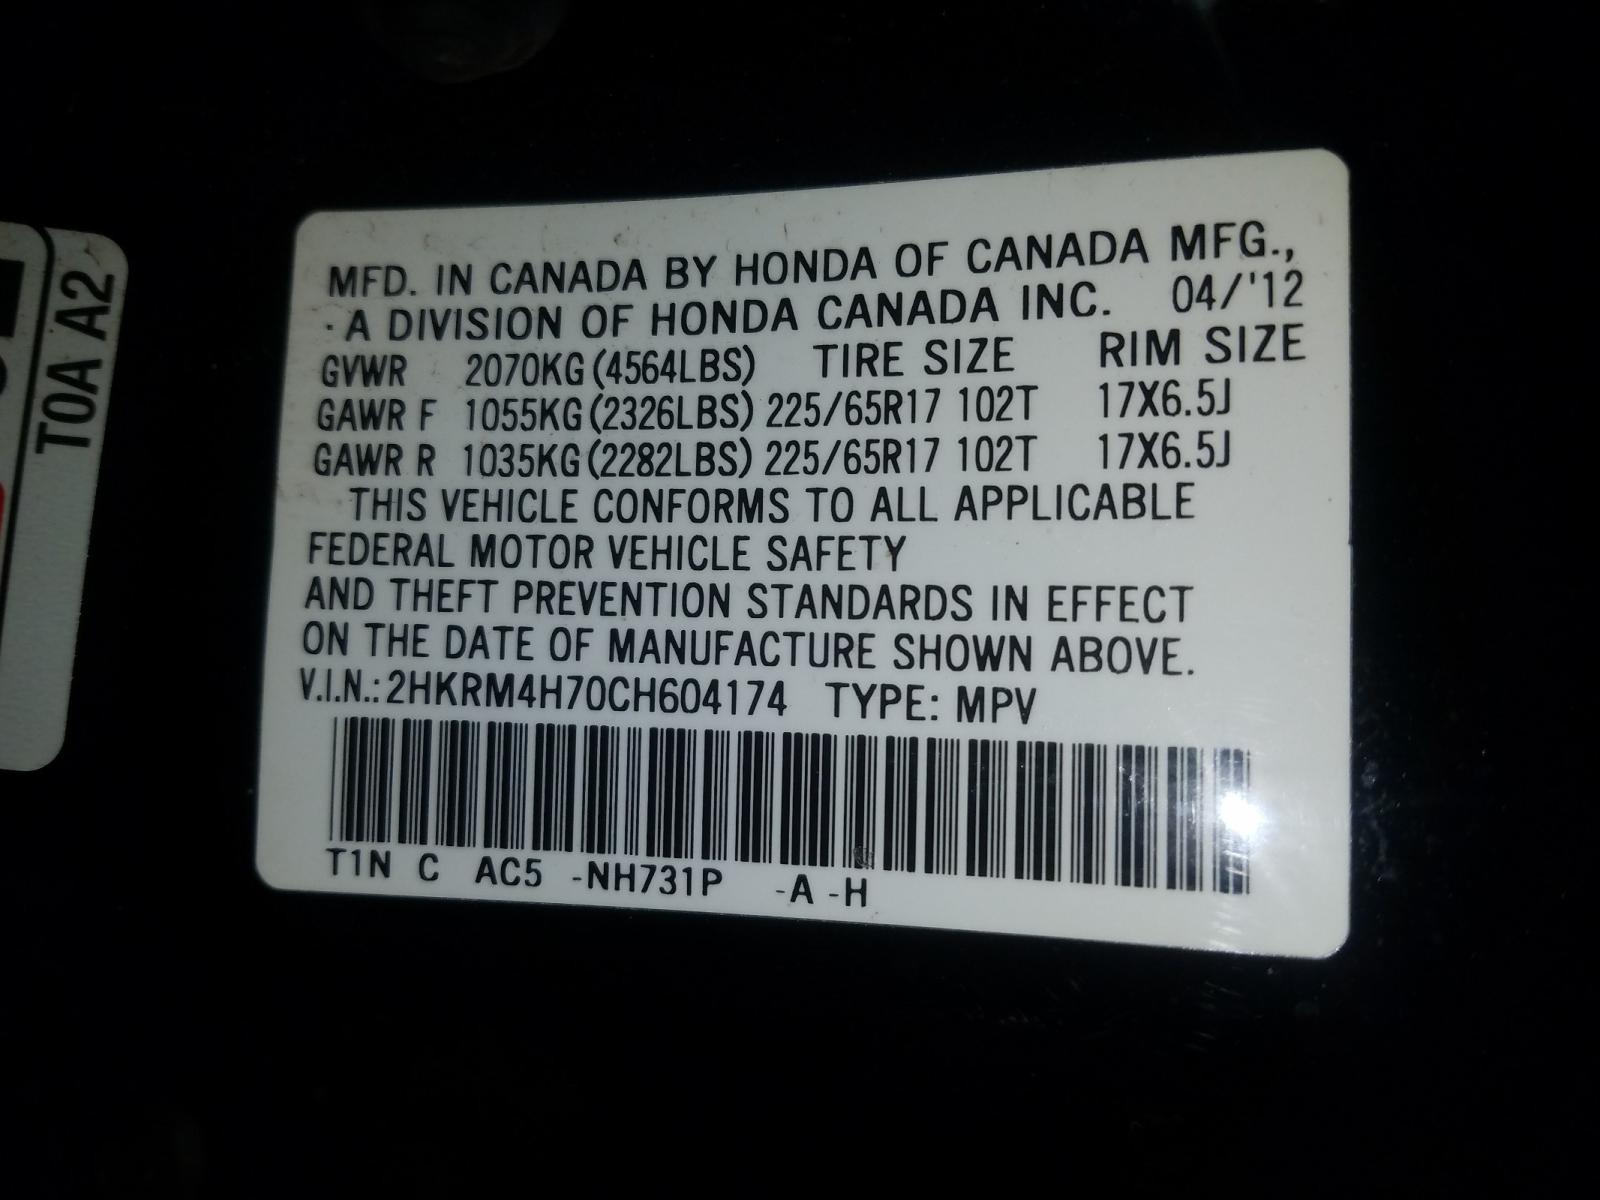 T0A A2
MFD. IN CANADA BY HONDA OF CANADA MFG.,
A DIVISION OF HONDA CANADA INC. 04/'12
GVWR 2070KG (4564LBS) TIRE SIZE RIM SIZE
GAWR F 1055KG (2326LBS) 225/65R17 102T 17X6.5J
GAWR R 1035KG (2282LBS) 225/65R17 102T 17X6.5J
THIS VEHICLE CONFORMS TO ALL APPLICABLE
FEDERAL MOTOR VEHICLE SAFETY
AND THEFT PREVENTION STANDARDS IN EFFECT
ON THE DATE OF MANUFACTURE SHOWN ABOVE.
V.I.N.: 2HKRM4H70CH604174 TYPE: MPV
T1N C AC5 -NH731P -A -H